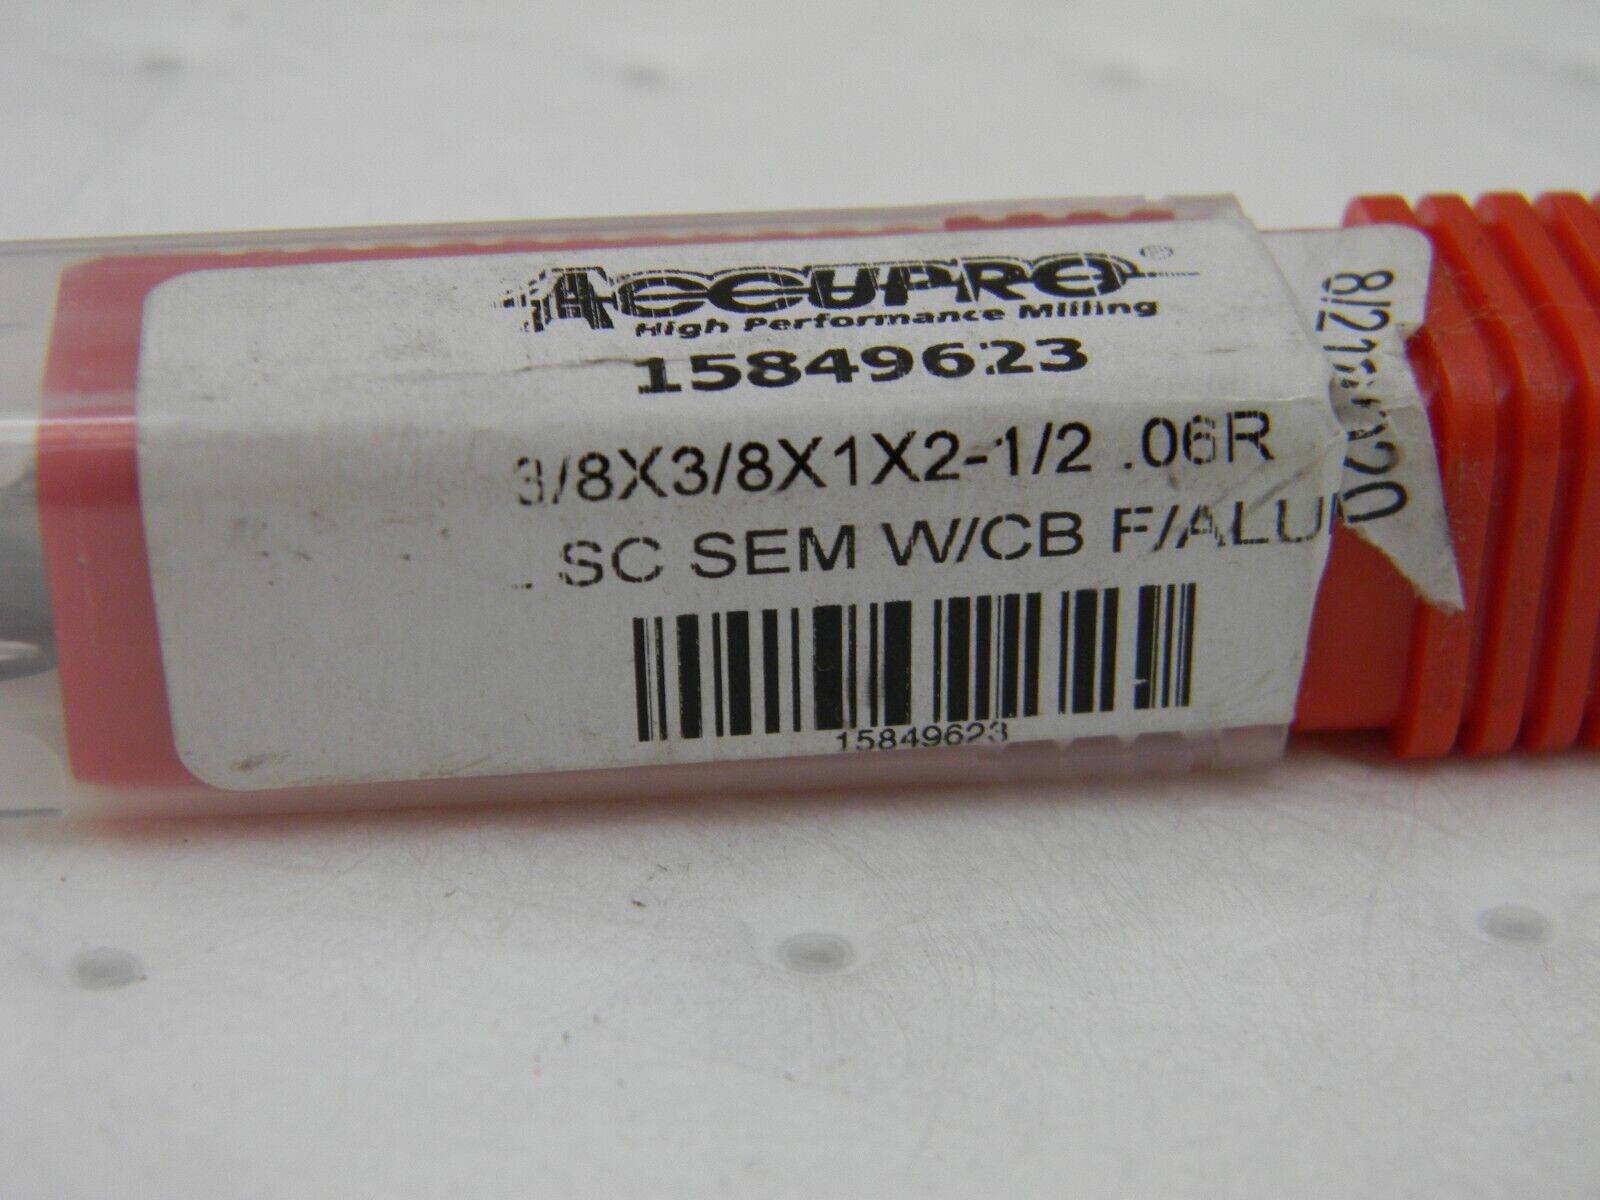 ACCUPRO®
High Performance Milling
15849623
3/8X3/8X1X2-1/2 .06R
SC SEM W/CB F/ALU
15849623